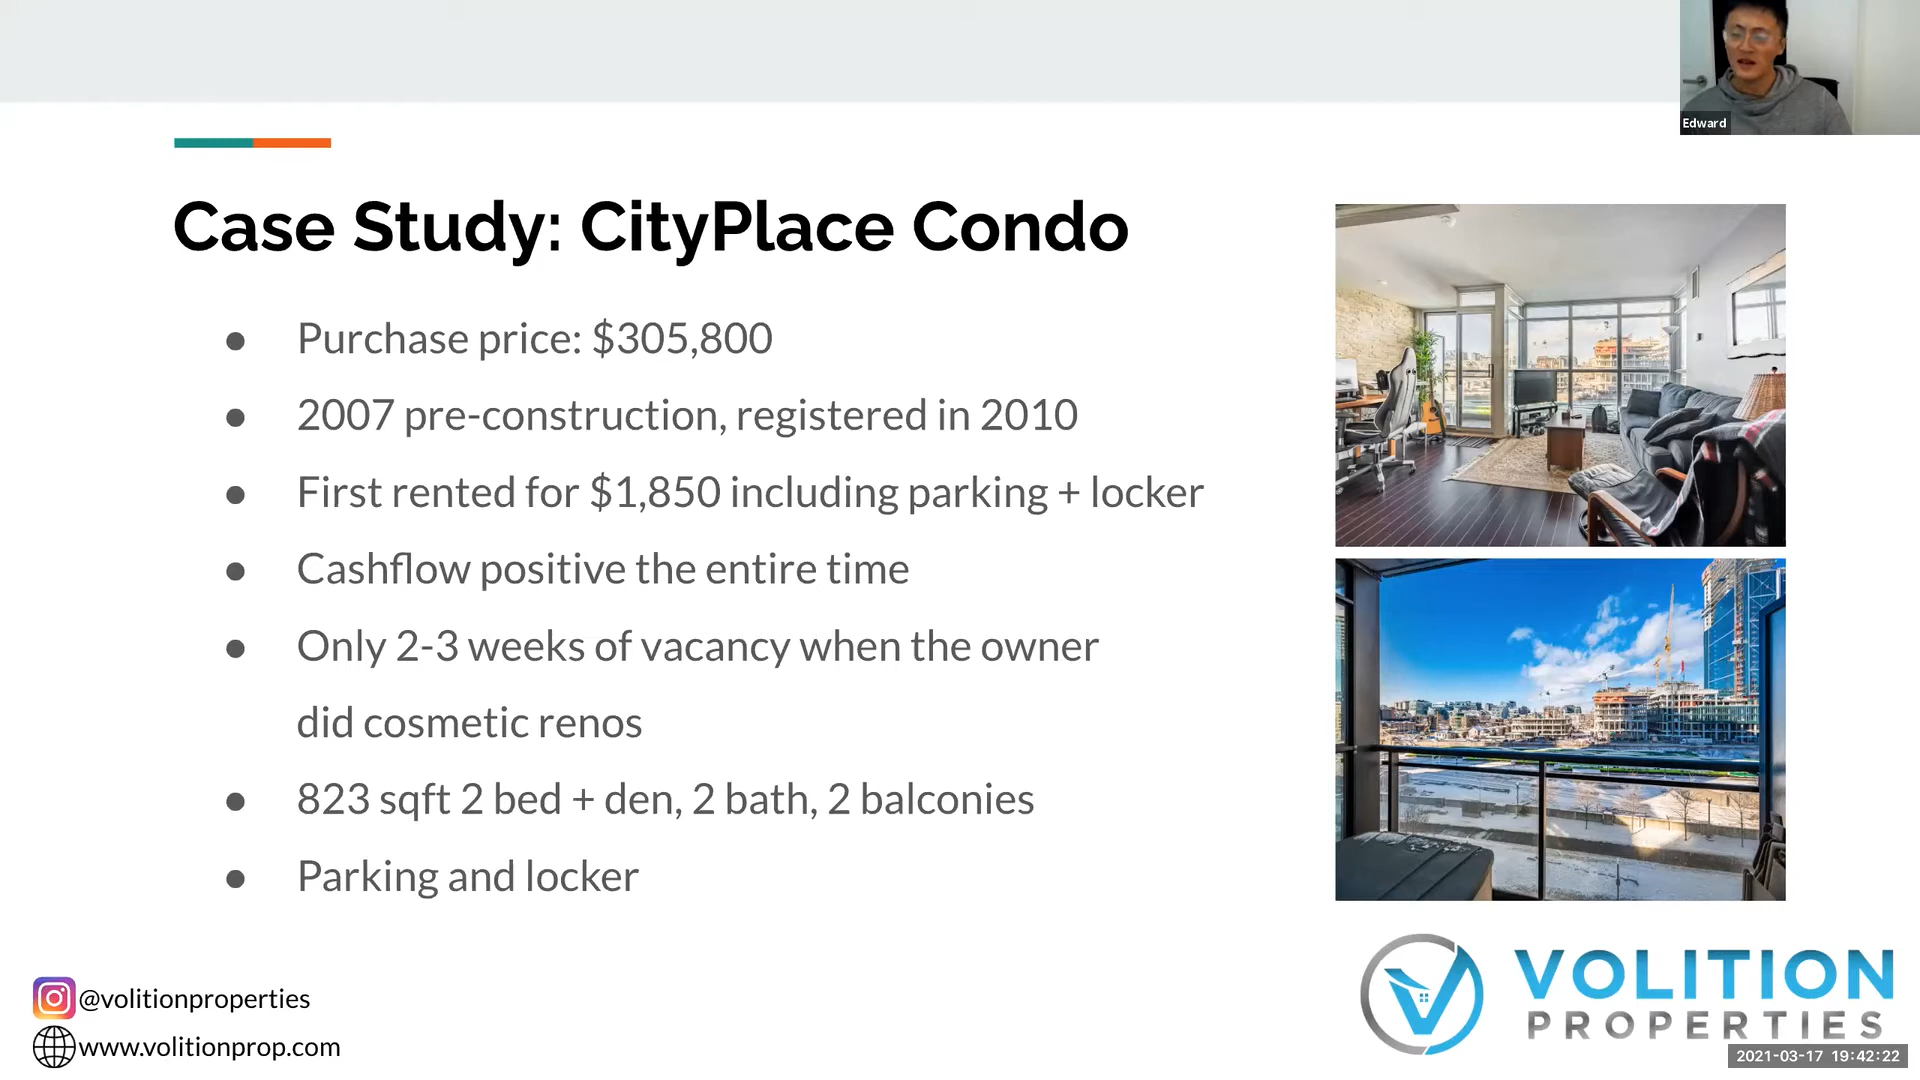 Edward
Case Study: CityPlace Condo
● Purchase price: $305,800
● 2007 pre-construction, registered in 2010
● First rented for $1,850 including parking + locker
● Cashflow positive the entire time
● Only 2-3 weeks of vacancy when the owner
did cosmetic renos
● 823 sqft 2 bed + den, 2 bath, 2 balconies
● Parking and locker
@volitionproperties
www.volitionprop.com
VOLITION
PROPERTIES
2021-03-17 19:42:22